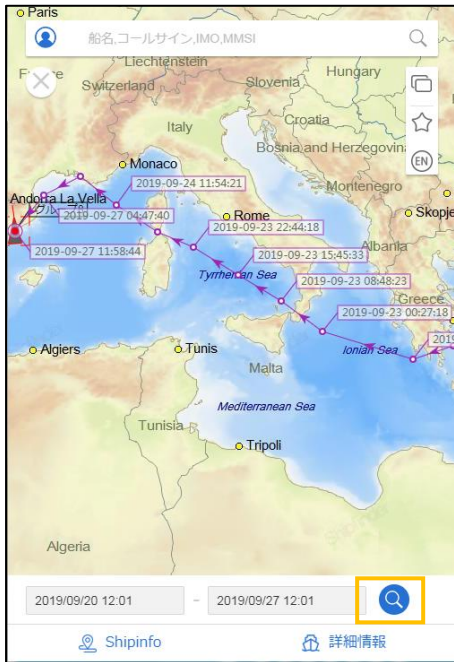 Paris
船名,コールサイン,IMO,MMSI
Liechtenstein
Switzerland
Slovenia
Hungary
Croatia
Italy
Bosnia and Herzegovina
EN
Monaco
Montenegro
Andorra La Vella
2019-09-24 11:54:21
2019-09-27 04:47:40
Rome
Skopje
2019-09-23 22:44:18
Albania
2019-09-27 11:58:44
2019-09-23 15:45:33
Tyrrhenian Sea
2019-09-23 08:48:23
Greece
2019-09-23 00:27:18
Algiers
Tunis
Ionian Sea
Malta
Mediterranean Sea
Tunisia
Tripoli
Algeria
2019/09/20 12:01 - 2019/09/27 12:01
Shipinfo 詳細情報